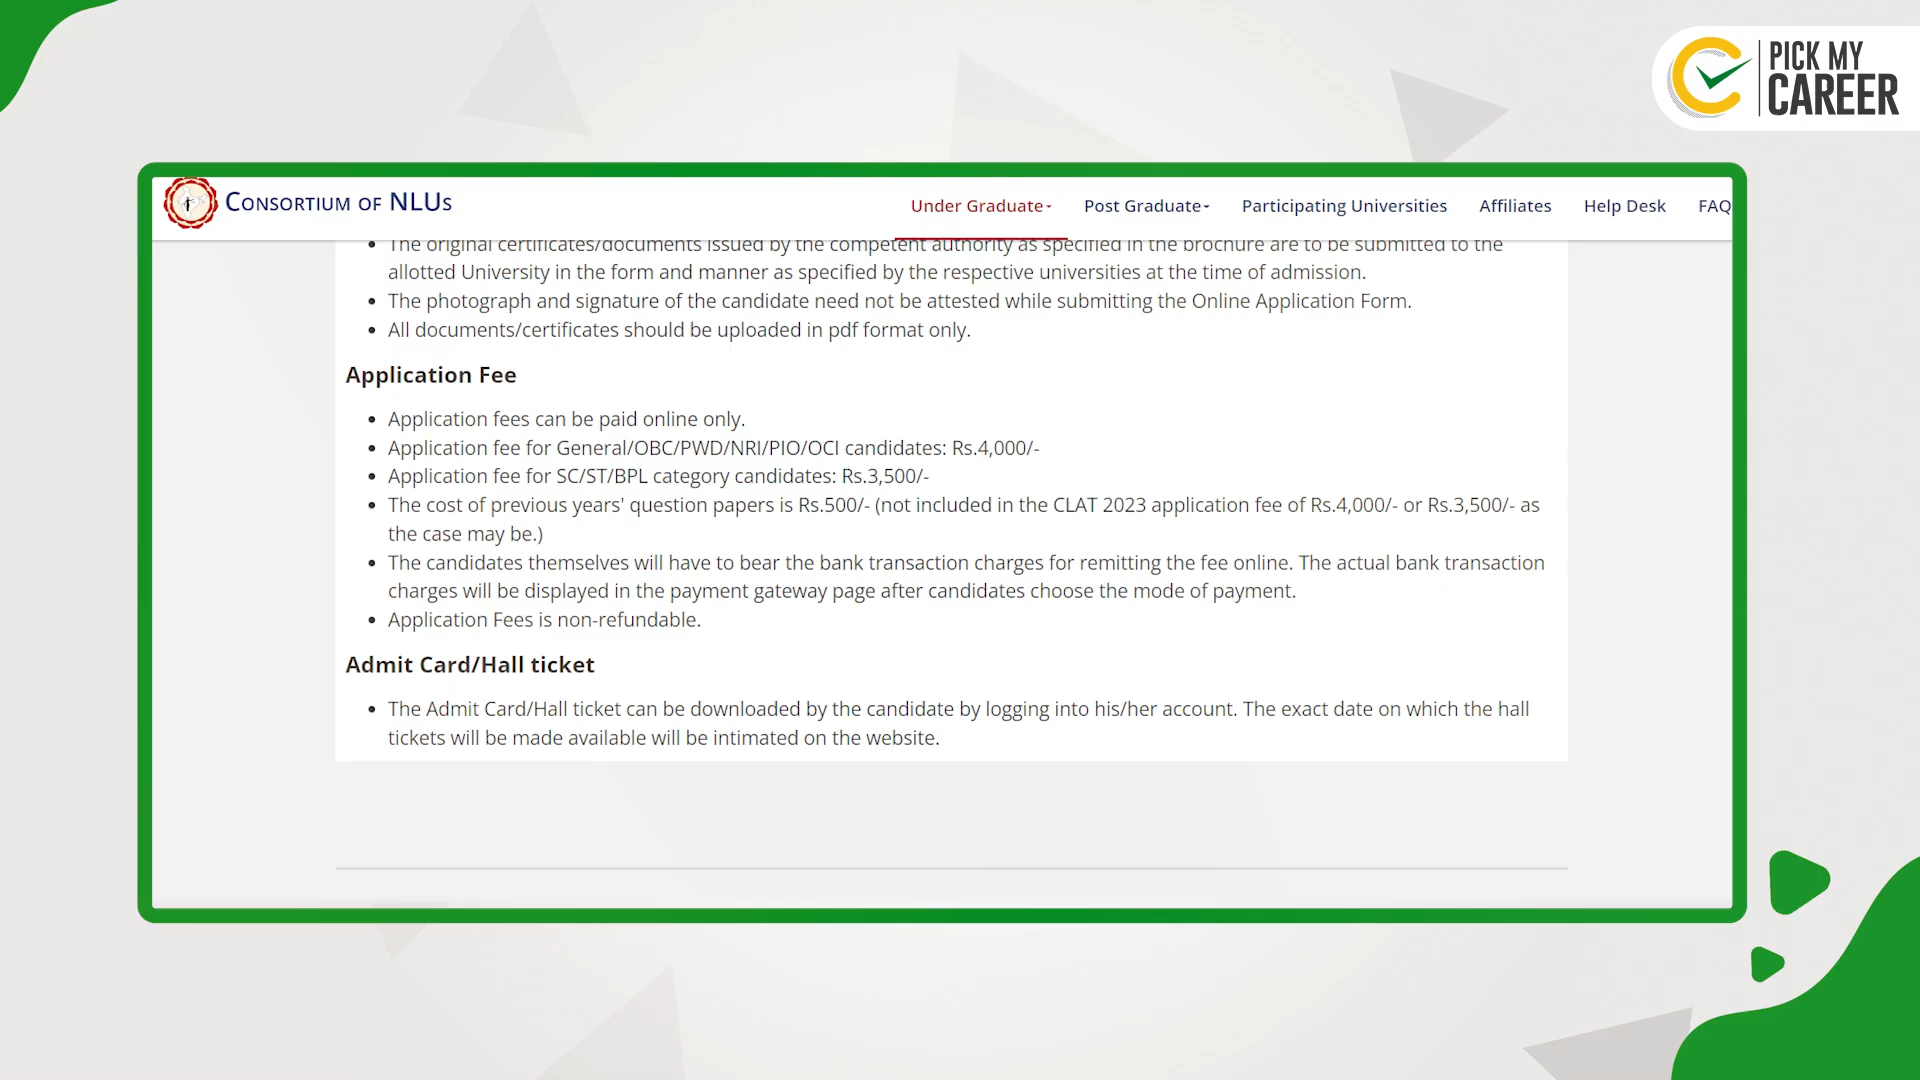 PICK MY
CAREER
Consortium of NLUs
Under Graduate
Post Graduate
Participating Universities
Affiliates
Help Desk
FAQ
The original certificates/documents issued by the competent authority as specified in the brochure are to be submitted to the
allotted University in the form and manner as specified by the respective universities at the time of admission.
The photograph and signature of the candidate need not be attested while submitting the Online Application Form.
All documents/certificates should be uploaded in pdf format only.
Application Fee
Application fees can be paid online only.
Application fee for General/OBC/PWD/NRI/PIO/OCI candidates: Rs.4,000/-
Application fee for SC/ST/BPL category candidates: Rs.3,500/-
The cost of previous years' question papers is Rs.500/- (not included in the CLAT 2023 application fee of Rs.4,000/- or Rs.3,500/- as
the case may be.)
The candidates themselves will have to bear the bank transaction charges for remitting the fee online. The actual bank transaction
charges will be displayed in the payment gateway page after candidates choose the mode of payment.
Application Fees is non-refundable.
Admit Card/Hall ticket
The Admit Card/Hall ticket can be downloaded by the candidate by logging into his/her account. The exact date on which the hall
tickets will be made available will be intimated on the website.